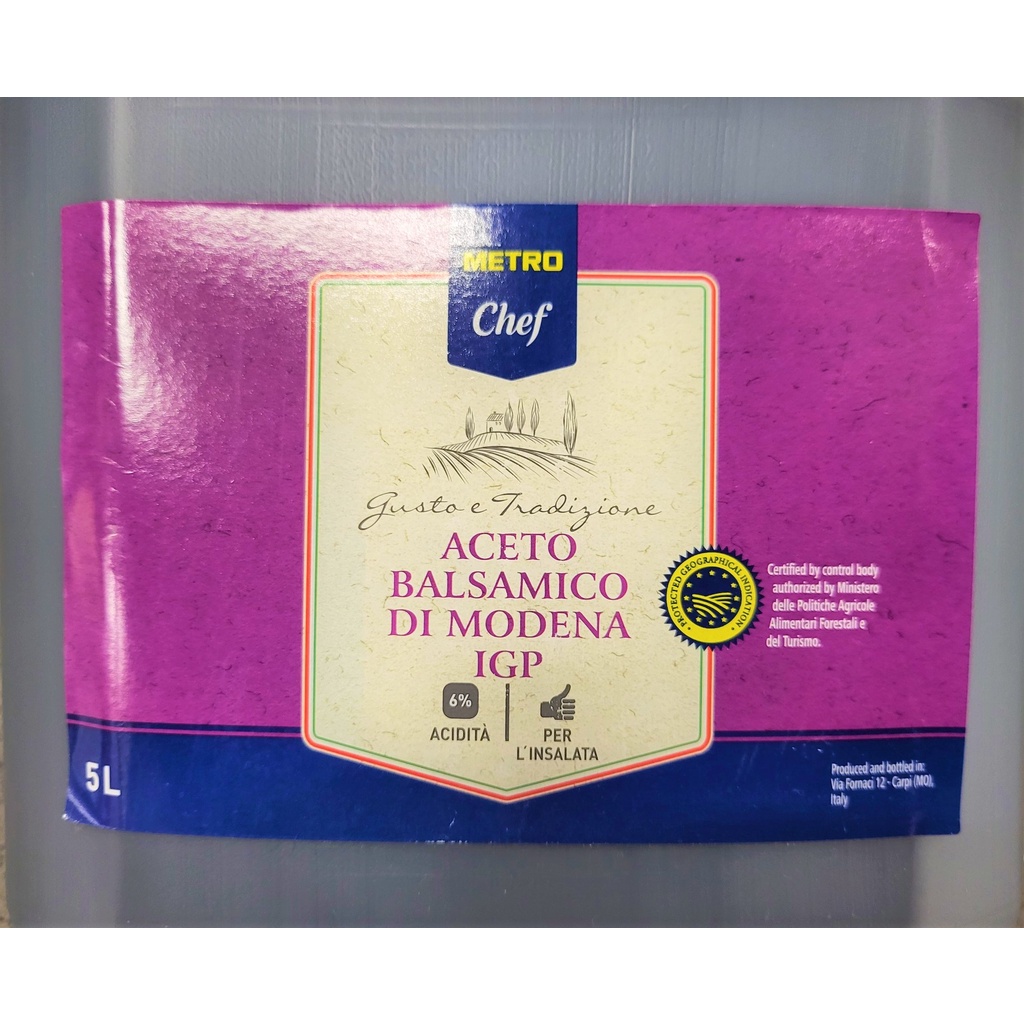 METRO
Chef
Gusto e Tradizione
ACETO
BALSAMICO
DI MODENA
IGP
PROTECTED GEOGRAPHICAL INDICATION
Certified by control body
authorized by Ministero
delle Politiche Agricole
Alimentari Forestali e
del Turismo.
6%
ACIDITÀ
PER
L'INSALATA
5 L
Produced and bottled in:
Via Fornaci 12 - Carpi (MO),
Italy